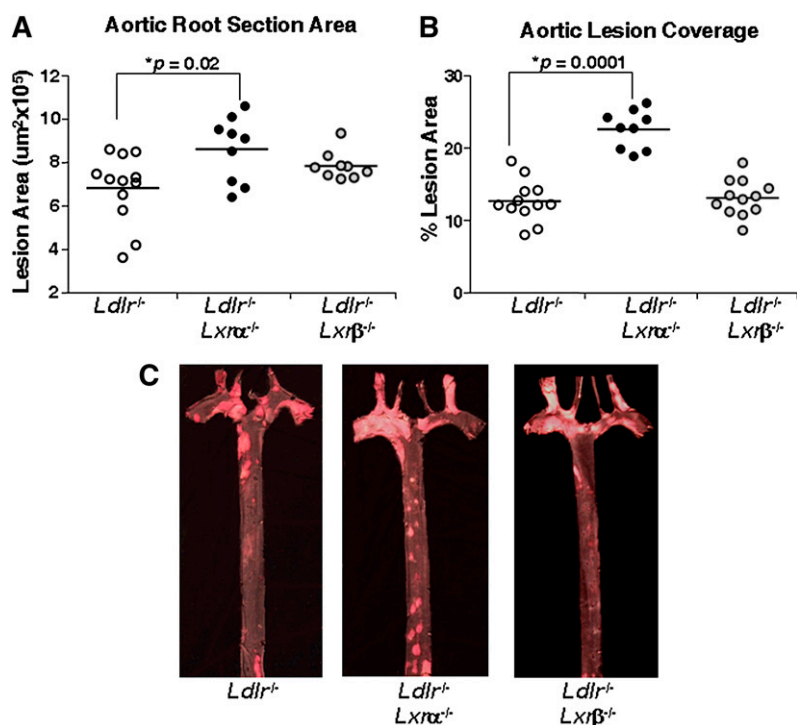 A
Aortic Root Section Area
*p = 0.02
Lesion Area (um²x10⁵)
12
10
8
6
4
2
Ldlr⁻/⁻
Ldlr⁻/⁻
Lxrα⁻/⁻
Ldlr⁻/⁻
Lxrβ⁻/⁻
B
Aortic Lesion Coverage
*p = 0.0001
% Lesion Area
30
20
10
0
Ldlr⁻/⁻
Ldlr⁻/⁻
Lxrα⁻/⁻
Ldlr⁻/⁻
Lxrβ⁻/⁻
C
Ldlr⁻/⁻
Ldlr⁻/⁻
Lxrα⁻/⁻
Ldlr⁻/⁻
Lxrβ⁻/⁻